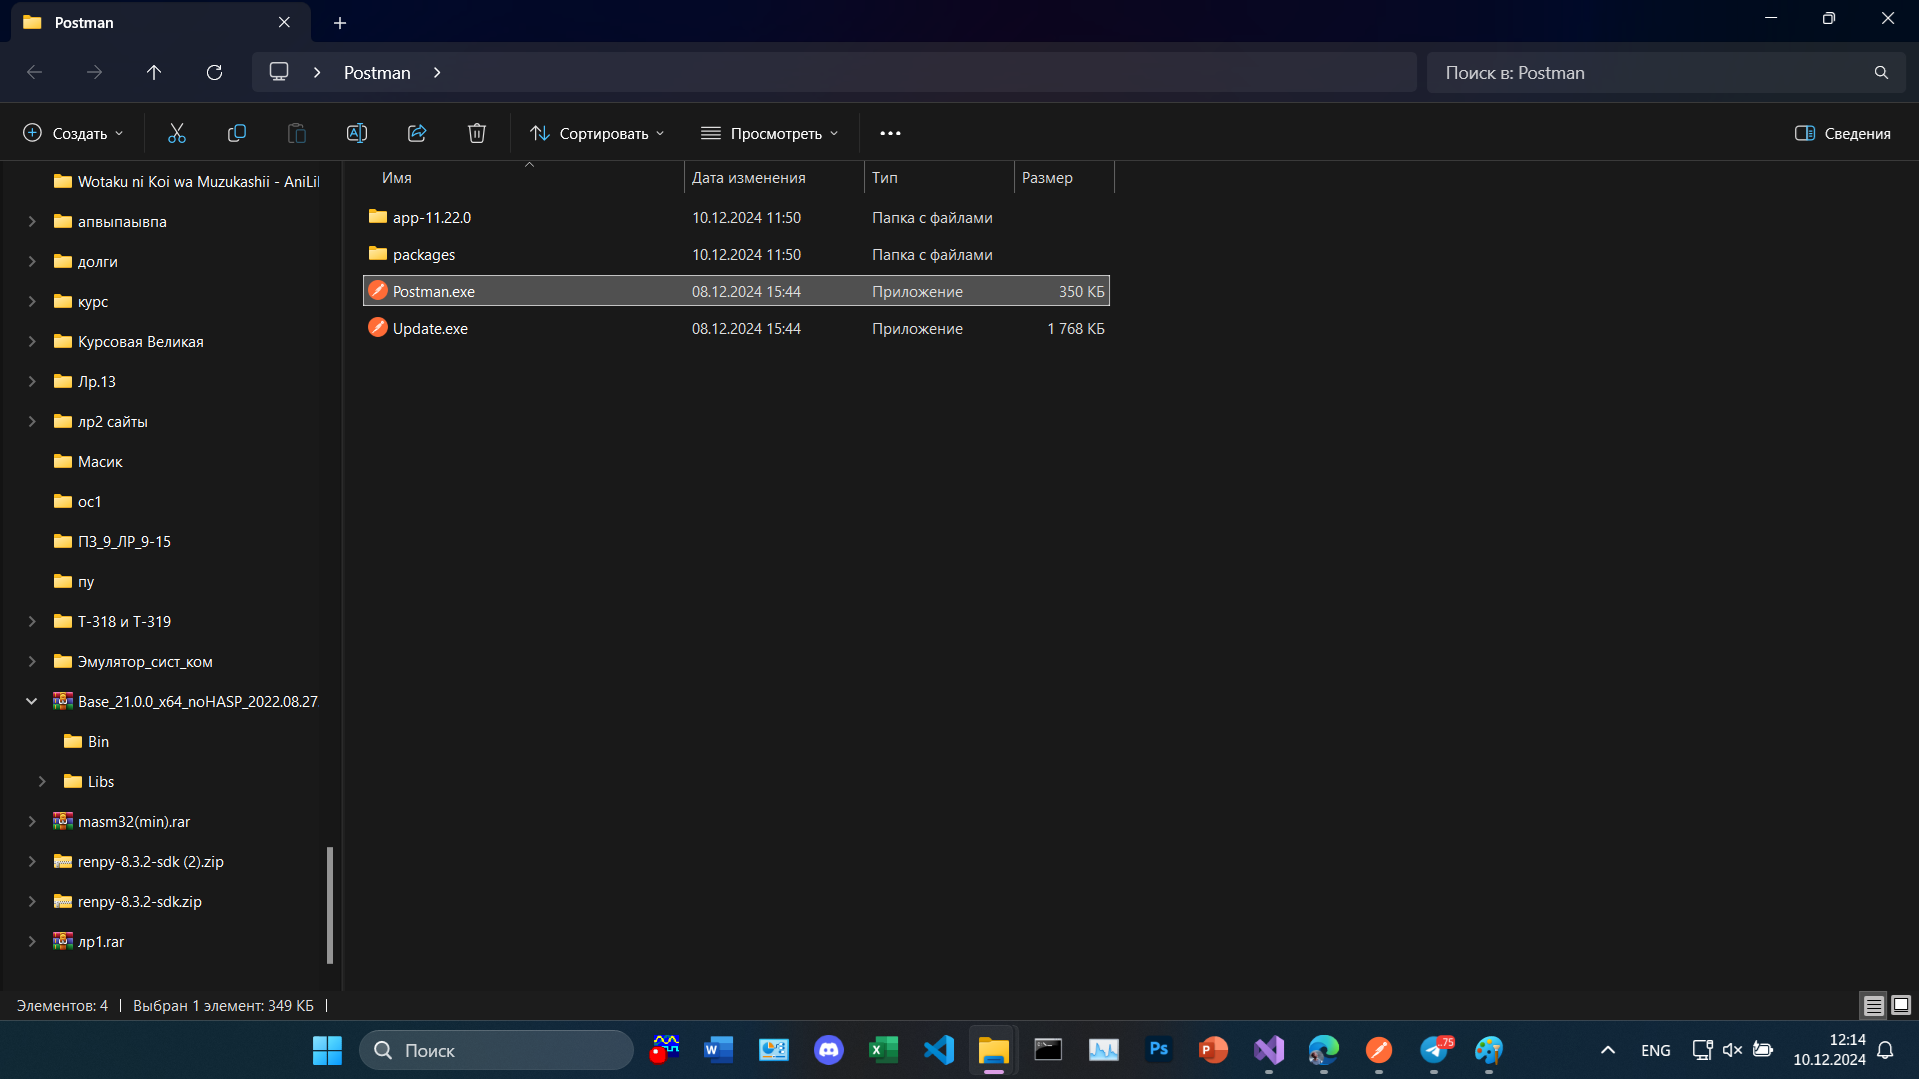 Postman
Postman
Поиск в: Postman
Создать
Сортировать
Просмотреть
Сведения
Wotaku ni Koi wa Muzukashii - AniLil
апвыпаывпа
долги
курс
Курсовая Великая
Лр.13
лр2 сайты
Масик
ос1
ПЗ_9_ЛР_9-15
пу
Т-318 и Т-319
Эмулятор_сист_ком
Base_21.0.0_x64_noHASP_2022.08.27.
Bin
Libs
masm32(min).rar
renpy-8.3.2-sdk (2).zip
renpy-8.3.2-sdk.zip
лр1.rar
Имя Дата изменения Тип Размер
app-11.22.0 10.12.2024 11:50 Папка с файлами
packages 10.12.2024 11:50 Папка с файлами
Postman.exe 08.12.2024 15:44 Приложение 350 КБ
Update.exe 08.12.2024 15:44 Приложение 1 768 КБ
Элементов: 4 Выбран 1 элемент: 349 КБ
Поиск
Ps
75
ENG
12:14
10.12.2024